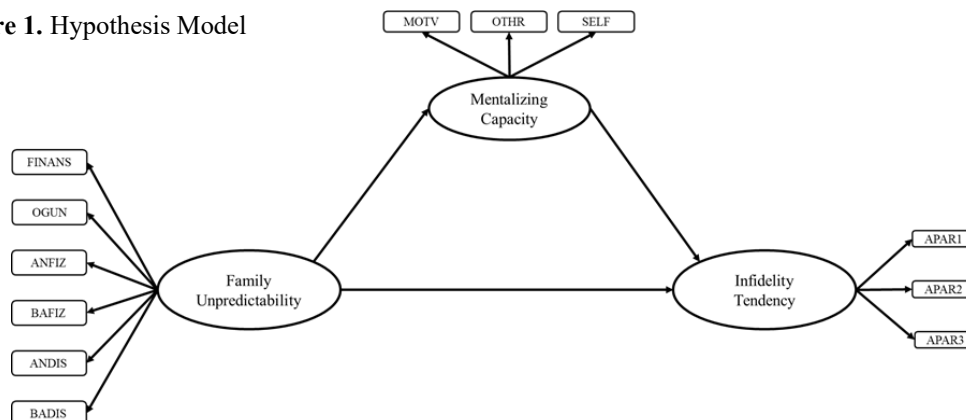 re 1. Hypothesis Model
MOTV
OTHR
SELF
Mentalizing
Capacity
FINANS
OGUN
ANFIZ
BAFIZ
ANDIS
BADIS
Family
Unpredictability
Infidelity
Tendency
APAR1
APAR2
APAR3